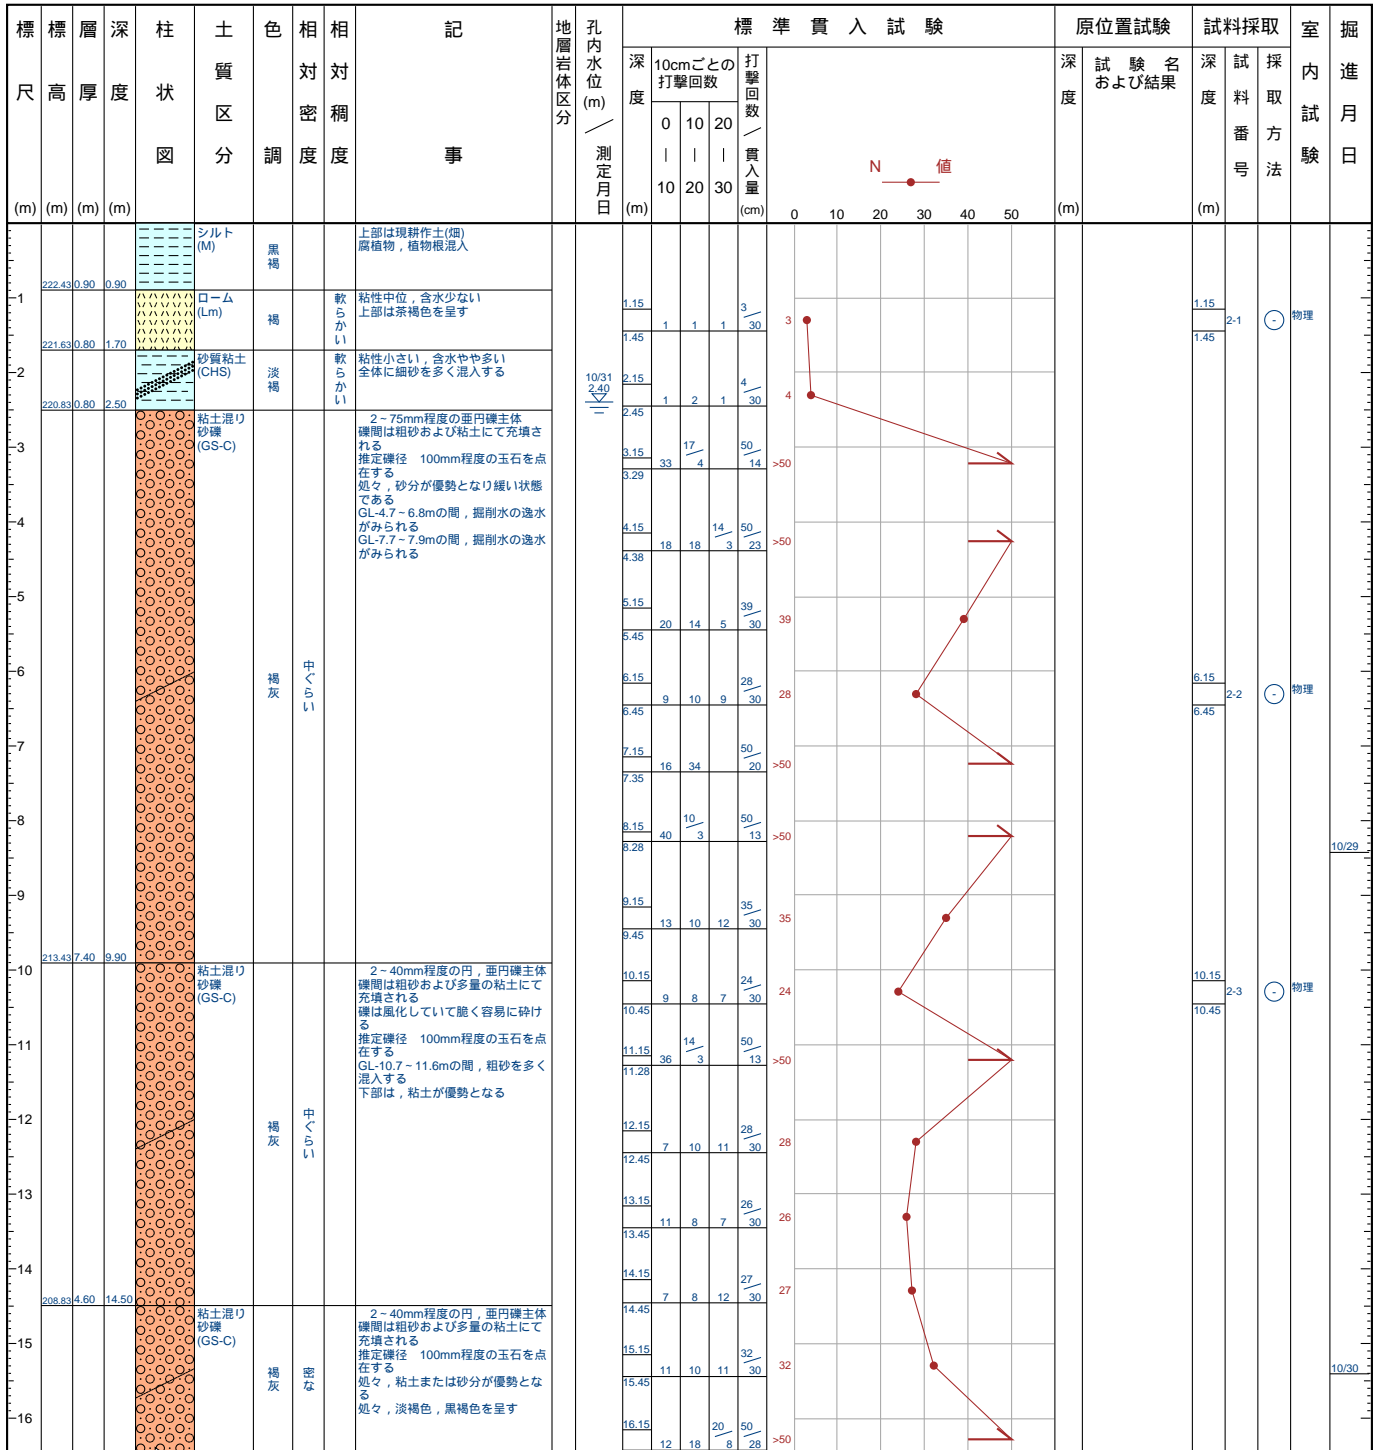 標尺 (m)
標高 (m)
層厚 (m)
深度 (m)
柱状図
土質区分
色調
相対密度
相対稠度
記事
地層岩体区分
孔内水位(m)／測定月日
標準貫入試験
深度 (m)
10cmごとの打撃回数
0 | 10
10 | 20
20 | 30
打撃回数／貫入量 (cm)
N 値
0 10 20 30 40 50
原位置試験
深度 (m)
試験名および結果
試料採取
深度 (m)
試料番号
採取方法
室内試験
掘進月日
222.43 0.90 0.90
シルト
(M)
黒褐
上部は現耕作土(畑)
腐植物，植物根混入
1
221.63 0.80 1.70
ローム
(Lm)
褐
軟らかい
粘性中位，含水少ない
上部は茶褐色を呈す
1.15 1 1 1 3/30 3
1.45
1.15 2-1 物理
1.45
2
220.83 0.80 2.50
砂質粘土
(CHS)
淡褐
軟らかい
粘性小さい，含水やや多い
全体に細砂を多く混入する
10/31
2.40
2.15 1 2 1 4/30 4
2.45
粘土混り
砂礫
(GS-C)
褐灰
中ぐらい
2~75mm程度の亜円礫主体
礫間は粗砂および粘土にて充填さ
れる
推定礫径 100mm程度の玉石を点
在する
処々，砂分が優勢となり緩い状態
である
GL-4.7~6.8mの間，掘削水の逸水
がみられる
GL-7.7~7.9mの間，掘削水の逸水
がみられる
3
3.15 33 17/4 50/14 >50
3.29
4
4.15 18 18 14/3 50/23 >50
4.38
5
5.15 20 14 5 39/30 39
5.45
6
6.15 9 10 9 28/30 28
6.45
6.15 2-2 物理
6.45
7
7.15 16 34 50/20 >50
7.35
8
8.15 40 10/3 50/13 >50
8.28
10/29
9
9.15 13 10 12 35/30 35
9.45
213.43 7.40 9.90
10
粘土混り
砂礫
(GS-C)
褐灰
中ぐらい
2~40mm程度の円，亜円礫主体
礫間は粗砂および多量の粘土にて
充填される
礫は風化していて脆く容易に砕け
る
推定礫径 100mm程度の玉石を点
在する
GL-10.7~11.6mの間，粗砂を多く
混入する
下部は，粘土が優勢となる
10.15 9 8 7 24/30 24
10.45
10.15 2-3 物理
10.45
11
11.15 36 14/3 50/13 >50
11.28
12
12.15 7 10 11 28/30 28
12.45
13
13.15 11 8 7 26/30 26
13.45
14
14.15 7 8 12 27/30 27
14.45
208.83 4.60 14.50
粘土混り
砂礫
(GS-C)
褐灰
密な
2~40mm程度の円，亜円礫主体
礫間は粗砂および多量の粘土にて
充填される
推定礫径 100mm程度の玉石を点
在する
処々，粘土または砂分が優勢とな
る
処々，淡褐色，黒褐色を呈す
15
15.15 11 10 11 32/30 32
15.45
10/30
16
16.15 12 18 20/8 50/28 >50